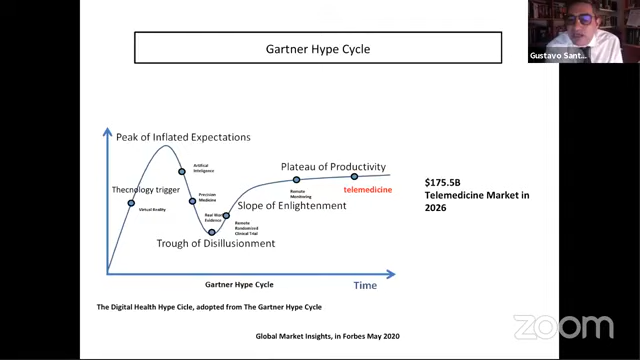 Gartner Hype Cycle
Gustavo Sant...
Peak of Inflated Expectations
Artificial
Inteligence
Plateau of Productivity
Thecnology trigger
Precision
Medicine
Remote
Monitoring
telemedicine
$175.5B
Telemedicine Market in
2026
Virtual Reality
Slope of Enlightenment
Real World
Evidence
Remote
Randomized
Clinical Trial
Trough of Disillusionment
Gartner Hype Cycle
Time
The Digital Health Hype Cicle, adopted from The Gartner Hype Cycle
zoom
Global Market Insights, in Forbes May 2020